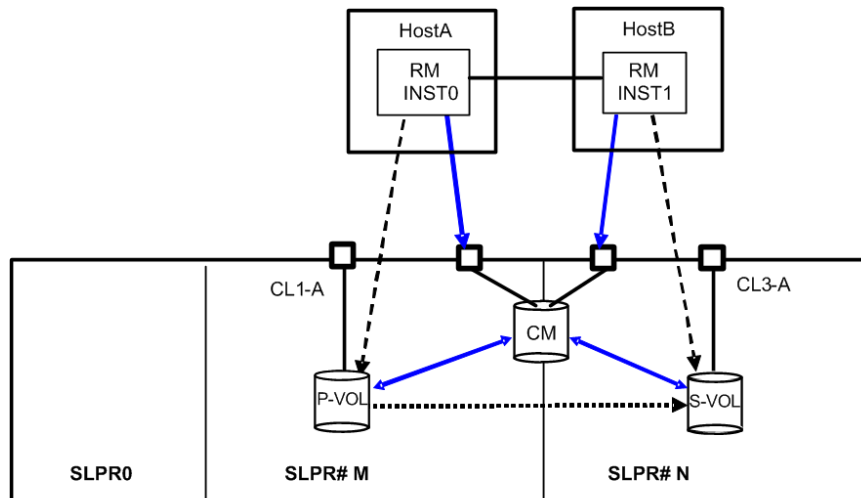 HostA
HostB
RM
INST0
RM
INST1
CL1-A
CL3-A
CM
P-VOL
S-VOL
SLPR0
SLPR# M
SLPR# N